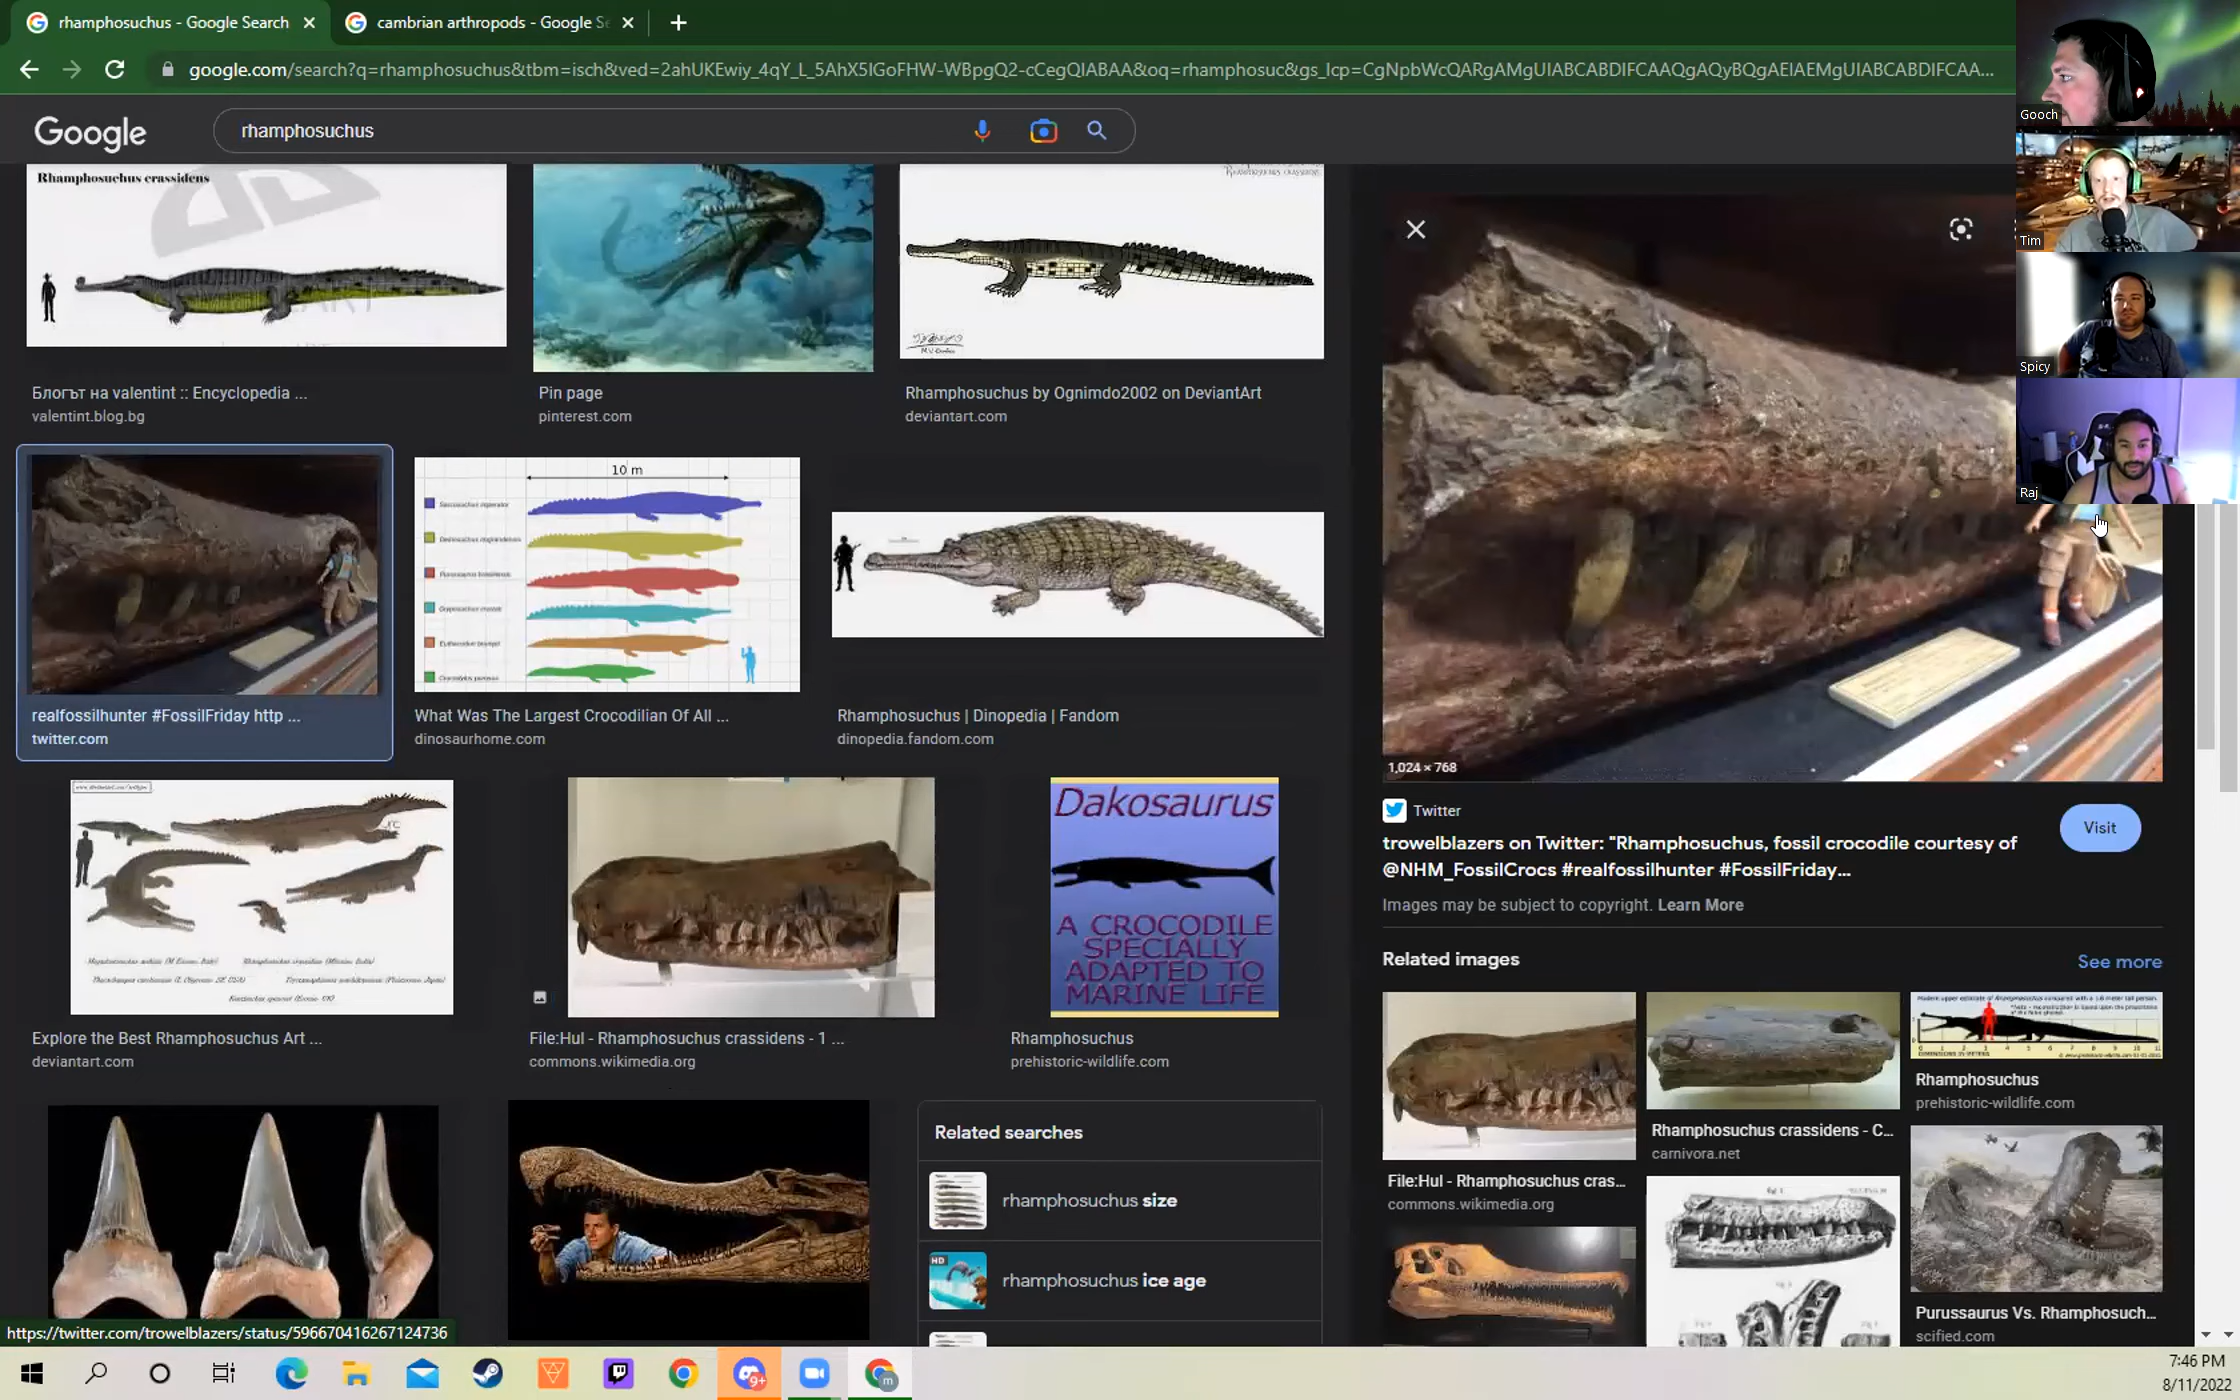 rhamphosuchus - Google Search
cambrian arthropods - Google Se
google.com/search?q=rhamphosuchus&tbm=isch&ved=2ahUKEwiy_4qY_L_5AhX5IGoFHW-WBpgQ2-cCegQIABAA&oq=rhamphosuc&gs_lcp=CgNpbWcQARgAMgUIABCABDIFCAAQgAQyBQgAEIAEMgUIABCABDIFCAA...
Google
rhamphosuchus
Gooch
Tim
Spicy
Raj
Rhamphosuchus crassidens
Блогът на valentint :: Encyclopedia ...
valentint.blog.bg
Pin page
pinterest.com
Rhamphosuchus by Ognimdo2002 on DeviantArt
deviantart.com
10 m
realfossilhunter #FossilFriday http ...
twitter.com
What Was The Largest Crocodilian Of All ...
dinosaurhome.com
Rhamphosuchus | Dinopedia | Fandom
dinopedia.fandom.com
Explore the Best Rhamphosuchus Art ...
deviantart.com
File:Hul - Rhamphosuchus crassidens - 1 ...
commons.wikimedia.org
Dakosaurus
A CROCODILE
SPECIALLY
ADAPTED TO
MARINE LIFE
Rhamphosuchus
prehistoric-wildlife.com
Related searches
rhamphosuchus size
HD
rhamphosuchus ice age
1,024 × 768
Twitter
Visit
trowelblazers on Twitter: "Rhamphosuchus, fossil crocodile courtesy of
@NHM_FossilCrocs #realfossilhunter #FossilFriday...
Images may be subject to copyright. Learn More
Related images
See more
File:Hul - Rhamphosuchus cras...
commons.wikimedia.org
Rhamphosuchus crassidens - C...
carnivora.net
Rhamphosuchus
prehistoric-wildlife.com
Purussaurus Vs. Rhamphosuch...
scified.com
https://twitter.com/trowelblazers/status/596670416267124736
9+
m
7:46 PM
8/11/2022